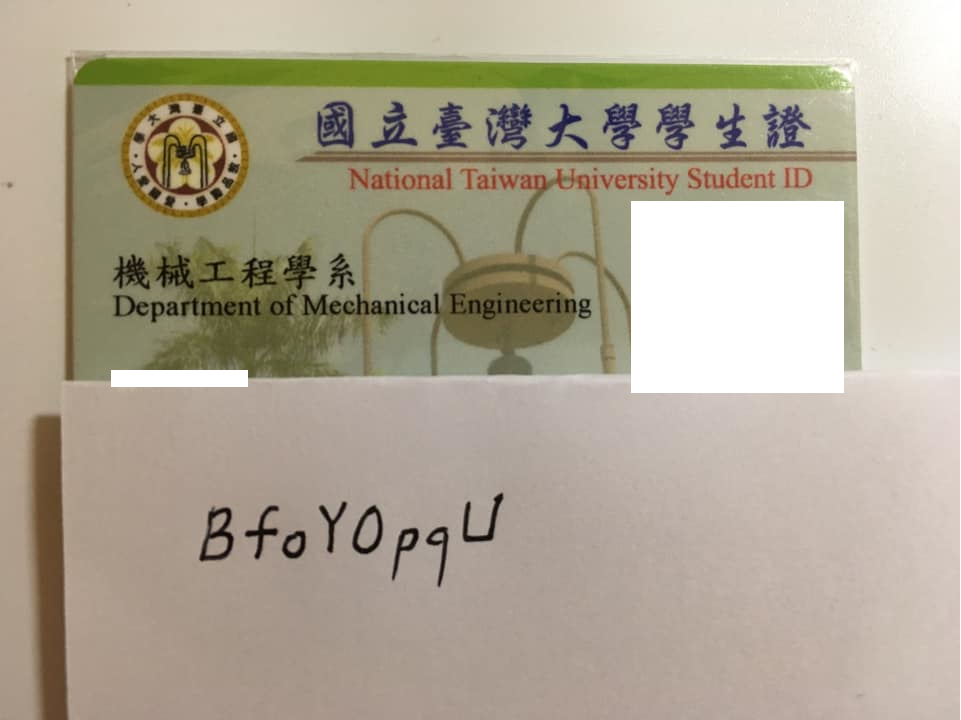 國立臺灣大學學生證
National Taiwan University Student ID
機械工程學系
Department of Mechanical Engineering
BfoYOpqU